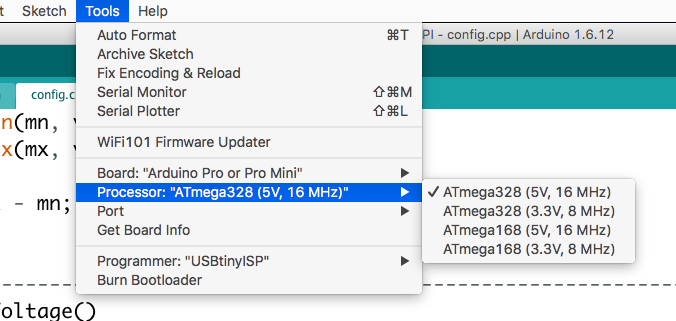 t Sketch Tools Help
PI - config.cpp | Arduino 1.6.12
Auto Format ⌘T
Archive Sketch
Fix Encoding & Reload
config.c
Serial Monitor ⇧⌘M
Serial Plotter ⇧⌘L
n(mn,
WiFi101 Firmware Updater
x(mx,
Board: "Arduino Pro or Pro Mini"
Processor: "ATmega328 (5V, 16 MHz)"
✓ ATmega328 (5V, 16 MHz)
- mn;
Port
ATmega328 (3.3V, 8 MHz)
Get Board Info
ATmega168 (5V, 16 MHz)
ATmega168 (3.3V, 8 MHz)
Programmer: "USBtinyISP"
Burn Bootloader
oltage()